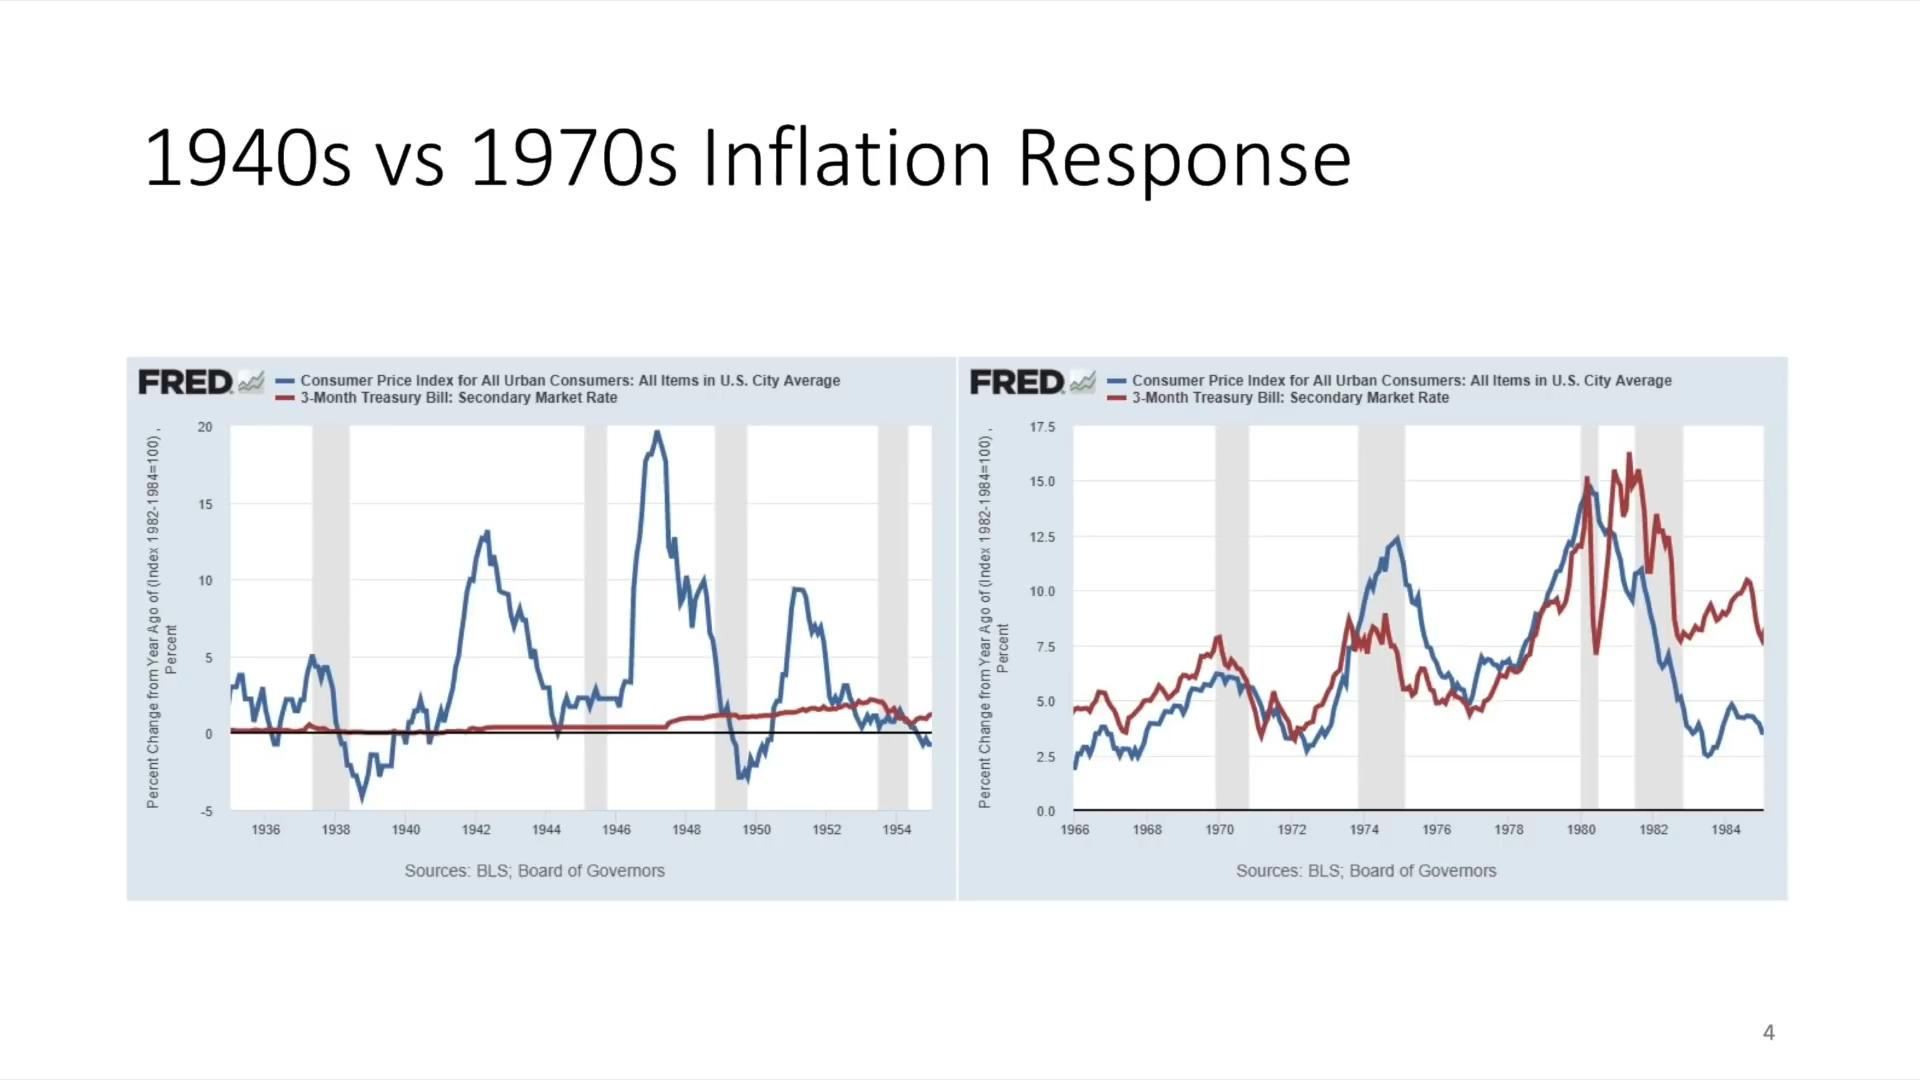 1940s vs 1970s Inflation Response
FRED
Consumer Price Index for All Urban Consumers: All Items in U.S. City Average
3-Month Treasury Bill: Secondary Market Rate
Percent Change from Year Ago of (Index 1982-1984=100) ,
Percent
20
15
10
5
0
-5
1936 1938 1940 1942 1944 1946 1948 1950 1952 1954
Sources: BLS; Board of Governors
FRED
Consumer Price Index for All Urban Consumers: All Items in U.S. City Average
3-Month Treasury Bill: Secondary Market Rate
Percent Change from Year Ago of (Index 1982-1984=100) ,
Percent
17.5
15.0
12.5
10.0
7.5
5.0
2.5
0.0
1966 1968 1970 1972 1974 1976 1978 1980 1982 1984
Sources: BLS; Board of Governors
4